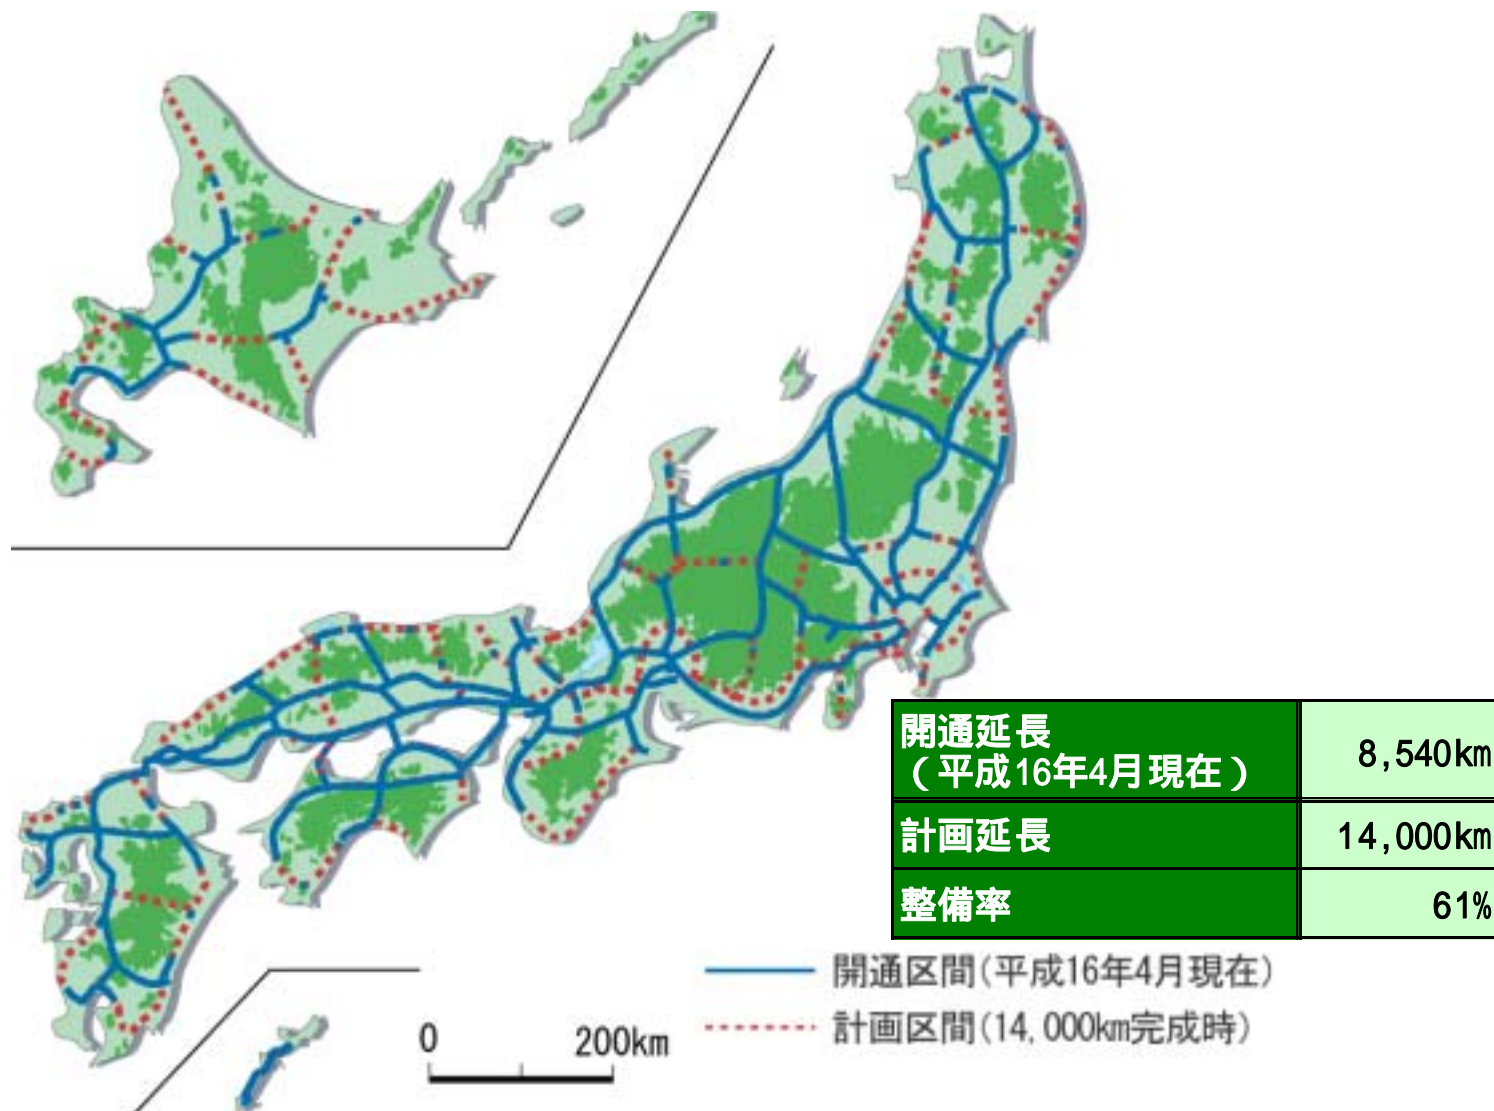 開通延長
(平成16年4月現在)
8,540km
計画延長
14,000km
整備率
61%
開通区間(平成16年4月現在)
計画区間(14,000km完成時)
0
200km